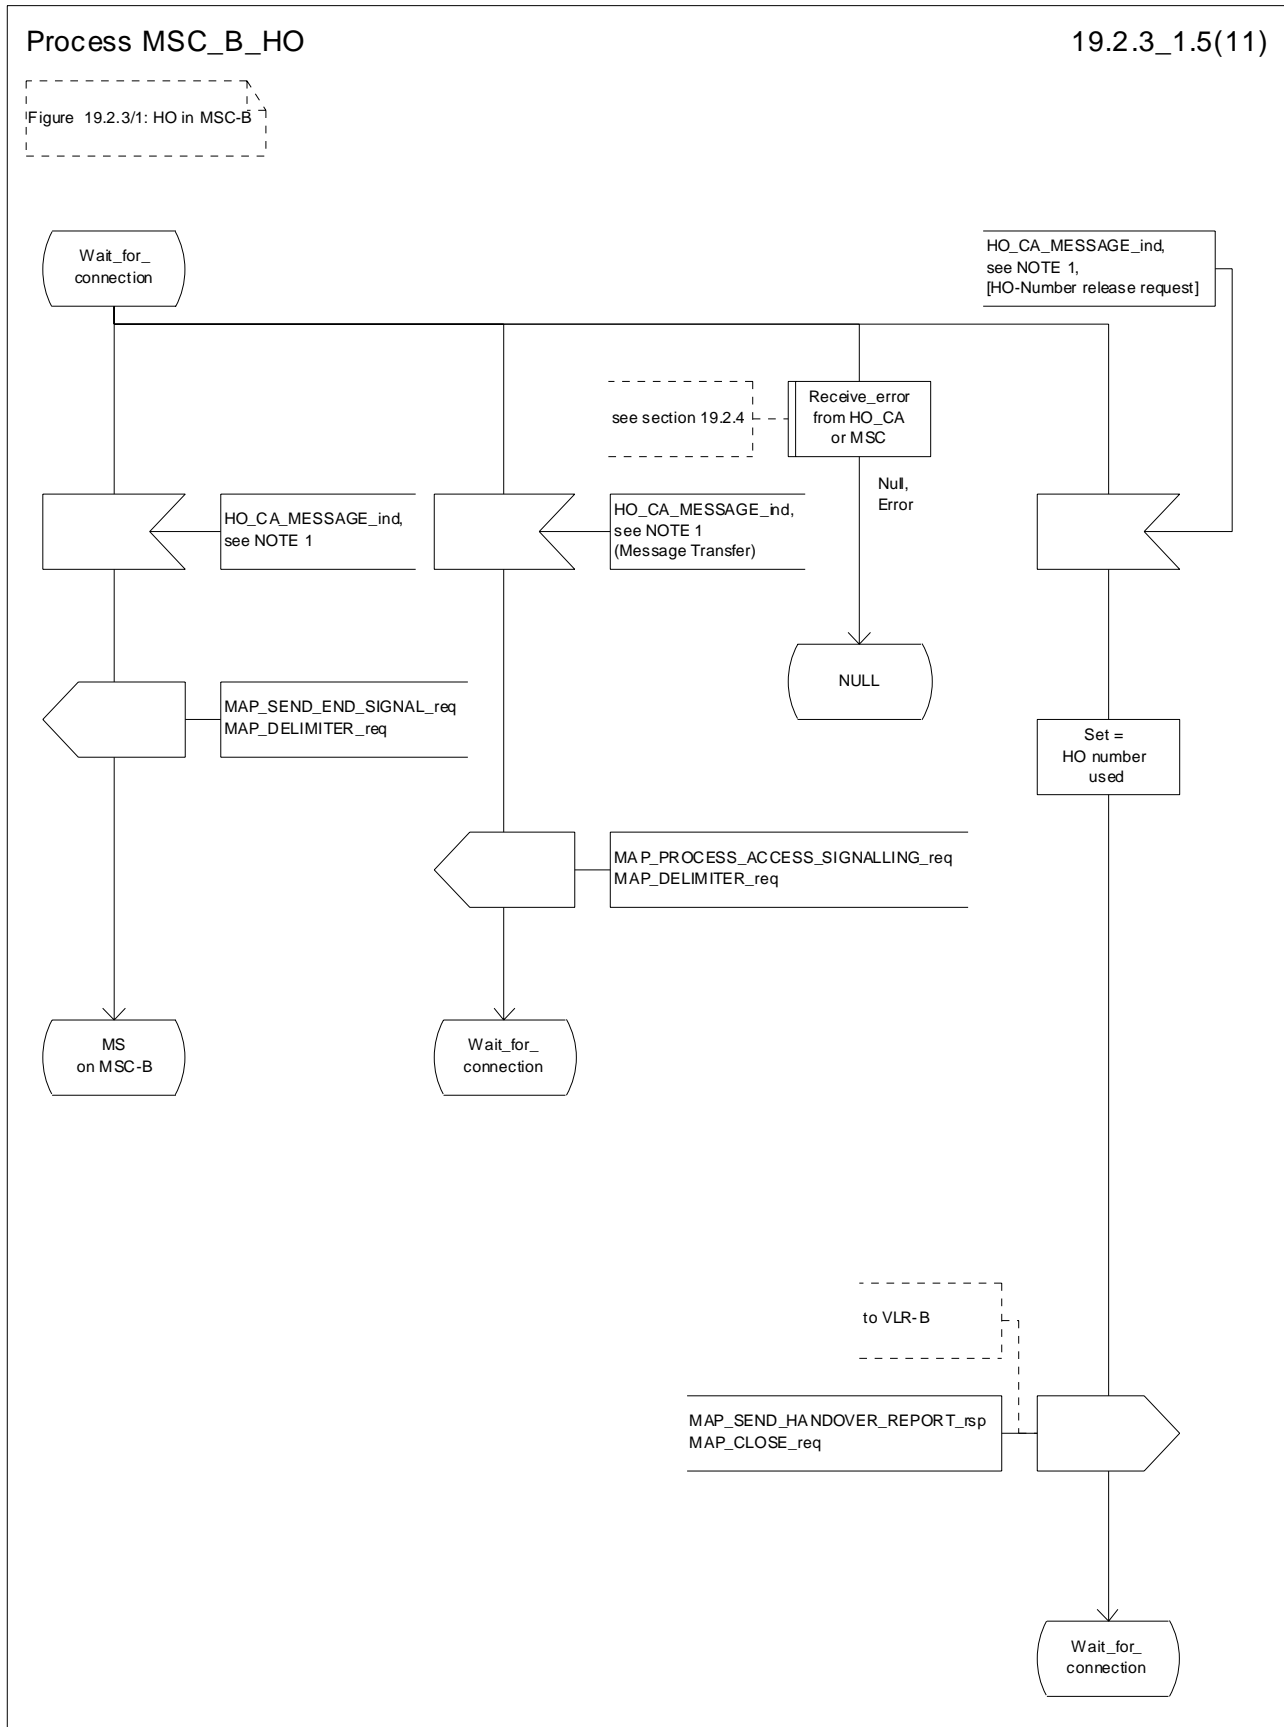 Process MSC_B_HO
19.2.3_1.5(11)
Figure 19.2.3/1: HO in MSC-B
Wait_for_
connection
HO_CA_MESSAGE_ind,
see NOTE 1,
[HO-Number release request]
see section 19.2.4
Receive_error
from HO_CA
or MSC
Null,
Error
HO_CA_MESSAGE_ind,
see NOTE 1
HO_CA_MESSAGE_ind,
see NOTE 1
(Message Transfer)
NULL
MAP_SEND_END_SIGNAL_req
MAP_DELIMITER_req
Set =
HO number
used
MAP_PROCESS_ACCESS_SIGNALLING_req
MAP_DELIMITER_req
MS
on MSC-B
Wait_for_
connection
to VLR-B
MAP_SEND_HANDOVER_REPORT_rsp
MAP_CLOSE_req
Wait_for_
connection